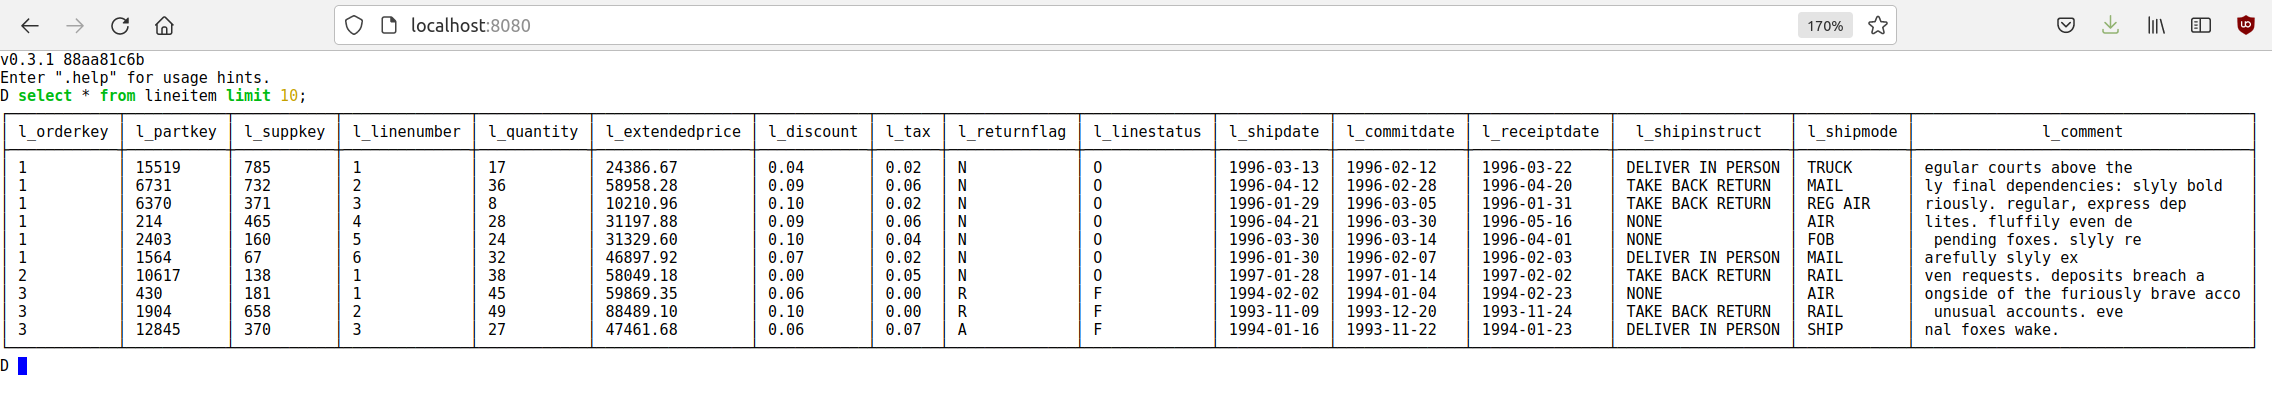 localhost:8080 170%
v0.3.1 88aa81c6b
Enter ".help" for usage hints.
D select * from lineitem limit 10;
l_orderkey l_partkey l_suppkey l_linenumber l_quantity l_extendedprice l_discount l_tax l_returnflag l_linestatus l_shipdate l_commitdate l_receiptdate l_shipinstruct l_shipmode l_comment
1 15519 785 1 17 24386.67 0.04 0.02 N O 1996-03-13 1996-02-12 1996-03-22 DELIVER IN PERSON TRUCK egular courts above the
1 6731 732 2 36 58958.28 0.09 0.06 N O 1996-04-12 1996-02-28 1996-04-20 TAKE BACK RETURN MAIL ly final dependencies: slyly bold
1 6370 371 3 8 10210.96 0.10 0.02 N O 1996-01-29 1996-03-05 1996-01-31 TAKE BACK RETURN REG AIR riously. regular, express dep
1 214 465 4 28 31197.88 0.09 0.06 N O 1996-04-21 1996-03-30 1996-05-16 NONE AIR lites. fluffily even de
1 2403 160 5 24 31329.60 0.10 0.04 N O 1996-03-30 1996-03-14 1996-04-01 NONE FOB pending foxes. slyly re
1 1564 67 6 32 46897.92 0.07 0.02 N O 1996-01-30 1996-02-07 1996-02-03 DELIVER IN PERSON MAIL arefully slyly ex
2 10617 138 1 38 58049.18 0.00 0.05 N O 1997-01-28 1997-01-14 1997-02-02 TAKE BACK RETURN RAIL ven requests. deposits breach a
3 430 181 1 45 59869.35 0.06 0.00 R F 1994-02-02 1994-01-04 1994-02-23 NONE AIR ongside of the furiously brave acco
3 1904 658 2 49 88489.10 0.10 0.00 R F 1993-11-09 1993-12-20 1993-11-24 TAKE BACK RETURN RAIL unusual accounts. eve
3 12845 370 3 27 47461.68 0.06 0.07 A F 1994-01-16 1993-11-22 1994-01-23 DELIVER IN PERSON SHIP nal foxes wake.
D